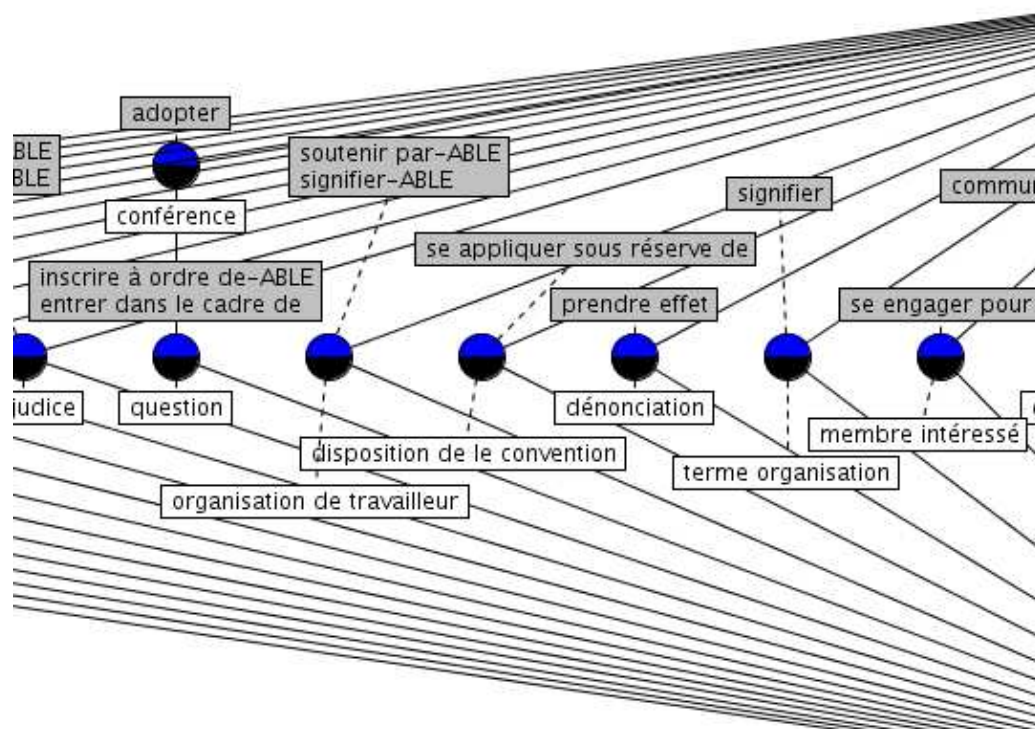 adopter
BLE
BLE
soutenir par-ABLE
signifier-ABLE
commu
signifier
conférence
se appliquer sous réserve de
inscrire à ordre de-ABLE
entrer dans le cadre de
prendre effet
se engager pour
judice
question
dénonciation
membre intéressé
disposition de le convention
terme organisation
organisation de travailleur